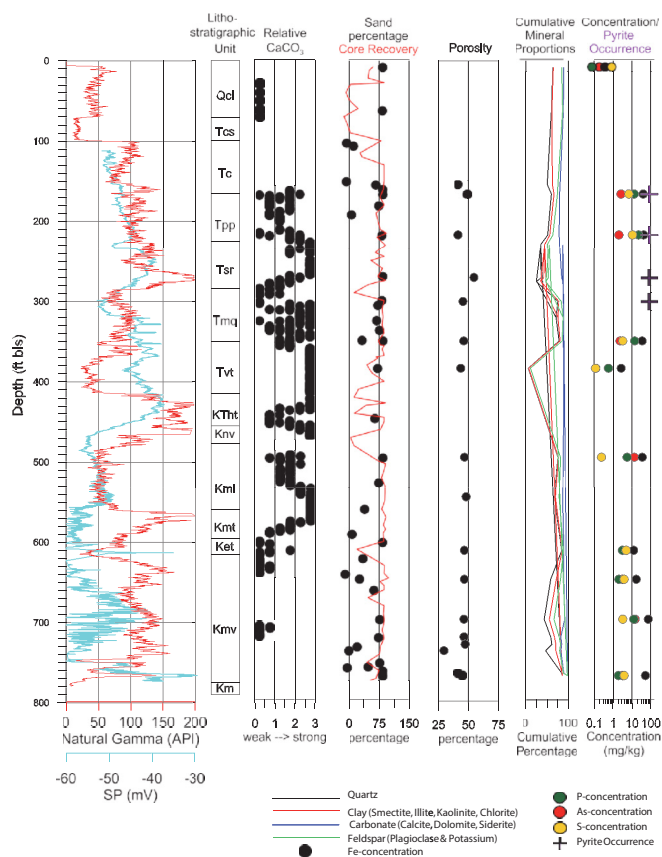 Litho-
stratigraphic
Unit
Relative
CaCO3
Sand
percentage
Core Recovery
Porosity
Cumulative
Mineral
Proportions
Concentration/
Pyrite
Occurrence
0
100
200
300
400
500
600
700
800
Depth (ft bls)
Qcl
Tcs
Tc
Tpp
Tsr
Tmq
Tvt
KTht
Knv
Kml
Kmt
Ket
Kmv
Km
0 50 100 150 200
Natural Gamma (API)
-60 -50 -40 -30
SP (mV)
0 1 2 3
weak --> strong
0 75 150
percentage
0 50
percentage
0 100
Cumulative
Percentage
0.1 1 10 100
Concentration
(mg/kg)
Quartz
Clay (Smectite, Illite, Kaolinite, Chlorite)
Carbonate (Calcite, Dolomite, Siderite)
Feldspar (Plagioclase & Potassium)
Fe-concentration
P-concentration
As-concentration
S-concentration
Pyrite Occurrence